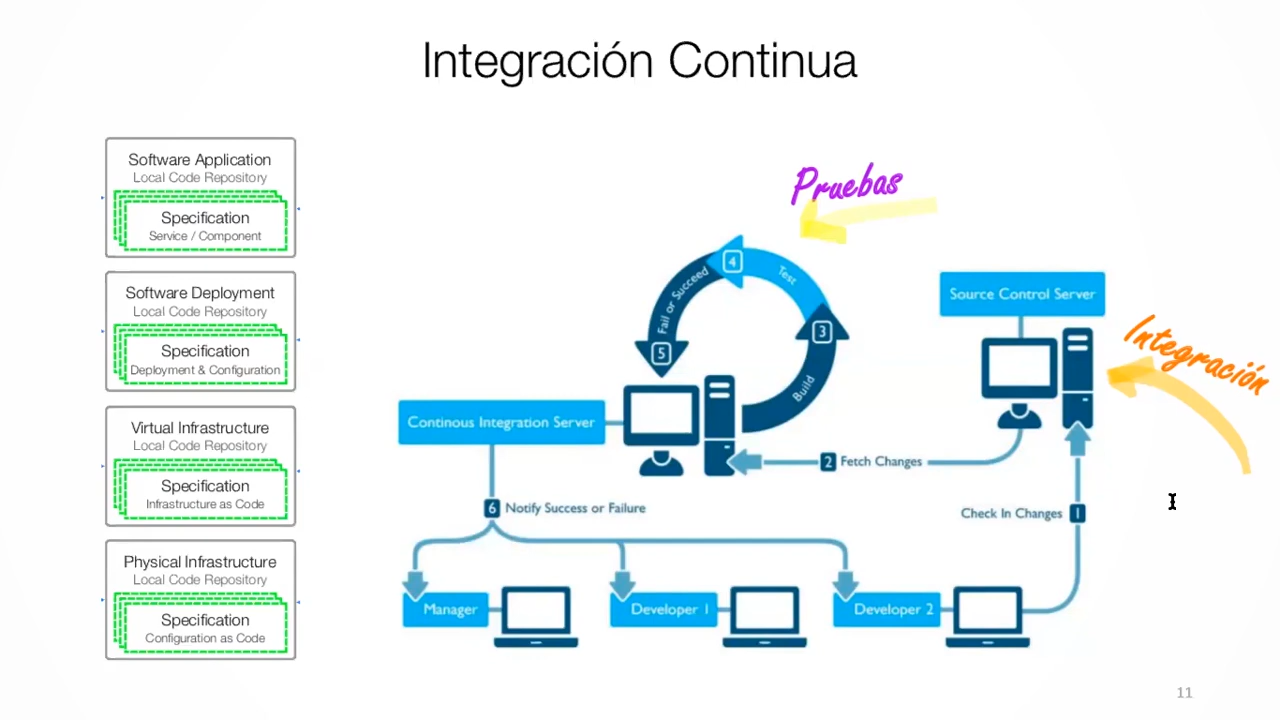 Integración Continua
Software Application
Local Code Repository
Specification
Service / Component
Software Deployment
Local Code Repository
Specification
Deployment & Configuration
Virtual Infrastructure
Local Code Repository
Specification
Infrastructure as Code
Physical Infrastructure
Local Code Repository
Specification
Configuration as Code
Pruebas
4
Test
Fail or Succeed
3
5
Build
Source Control Server
Integración
Continous Integration Server
2 Fetch Changes
6 Notify Success or Failure
Check In Changes 1
Manager
Developer 1
Developer 2
11